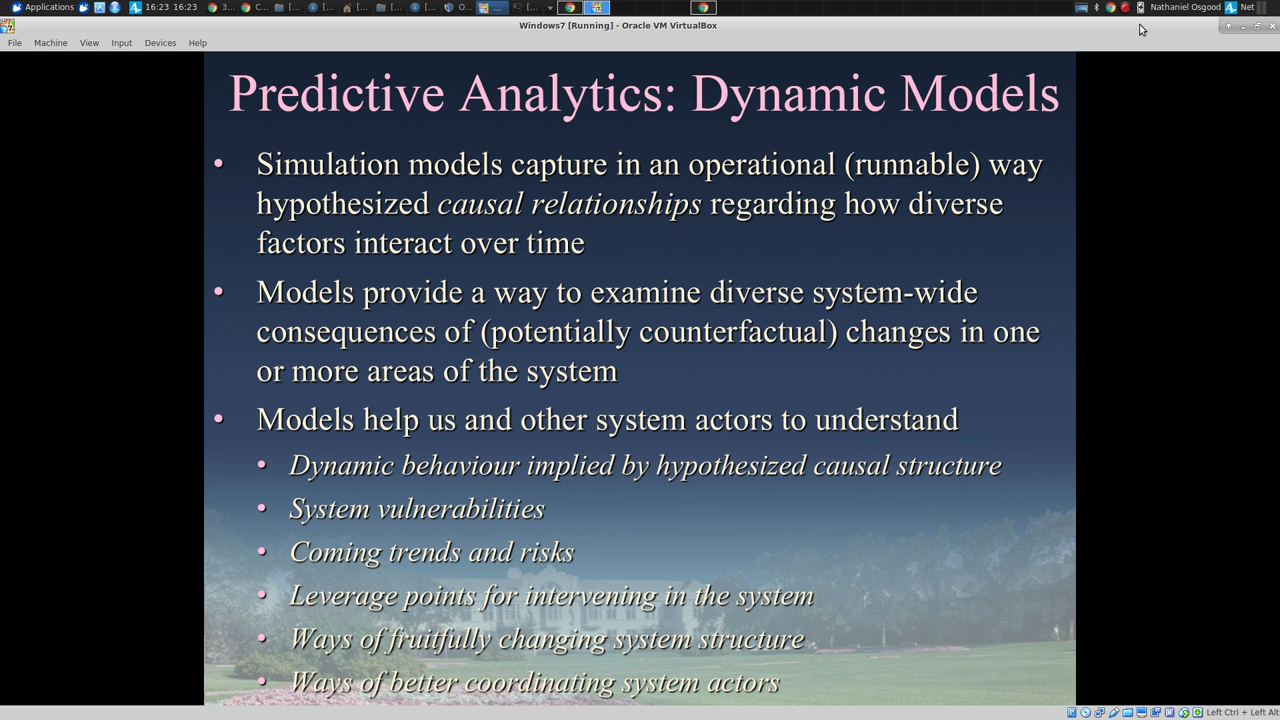 Applications 16:23 16:23 3... C... [... [... [... [... O... ... [... Nathaniel Osgood Net
Windows7 [Running] - Oracle VM VirtualBox
File Machine View Input Devices Help
Predictive Analytics: Dynamic Models
• Simulation models capture in an operational (runnable) way
hypothesized causal relationships regarding how diverse
factors interact over time
• Models provide a way to examine diverse system-wide
consequences of (potentially counterfactual) changes in one
or more areas of the system
• Models help us and other system actors to understand
• Dynamic behaviour implied by hypothesized causal structure
• System vulnerabilities
• Coming trends and risks
• Leverage points for intervening in the system
• Ways of fruitfully changing system structure
• Ways of better coordinating system actors
Left Ctrl + Left Alt